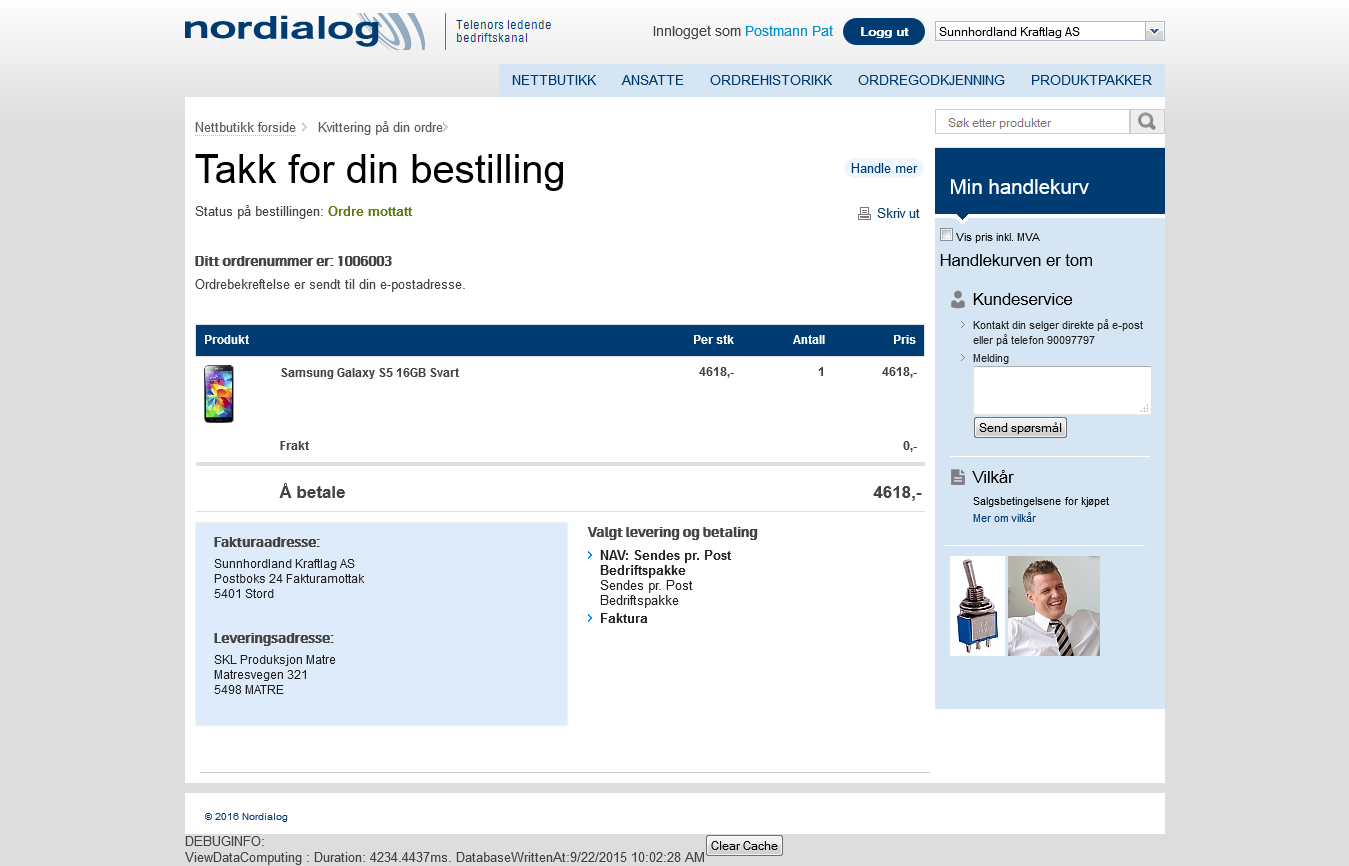 nordialog
Telenors ledende
bedriftskanal
Innlogget som Postmann Pat
Logg ut
Sunnhordland Kraftlag AS
NETTBUTIKK ANSATTE ORDREHISTORIKK ORDREGODKJENNING PRODUKTPAKKER
Nettbutikk forside Kvittering på din ordre
Søk etter produkter
Takk for din bestilling
Handle mer
Status på bestillingen: Ordre mottatt
Skriv ut
Ditt ordrenummer er: 1006003
Ordrebekreftelse er sendt til din e-postadresse.
Produkt Per stk Antall Pris
Samsung Galaxy S5 16GB Svart 4618,- 1 4618,-
Frakt 0,-
Å betale 4618,-
Fakturaadresse:
Sunnhordland Kraftlag AS
Postboks 24 Fakturamottak
5401 Stord
Leveringsadresse:
SKL Produksjon Matre
Matresvegen 321
5498 MATRE
Valgt levering og betaling
NAV: Sendes pr. Post
Bedriftspakke
Sendes pr. Post
Bedriftspakke
Faktura
Min handlekurv
Vis pris inkl. MVA
Handlekurven er tom
Kundeservice
Kontakt din selger direkte på e-post
eller på telefon 90097797
Melding
Send spørsmål
Vilkår
Salgsbetingelsene for kjøpet
Mer om vilkår
© 2016 Nordialog
DEBUGINFO:
ViewDataComputing : Duration: 4234.4437ms. DatabaseWrittenAt:9/22/2015 10:02:28 AM
Clear Cache